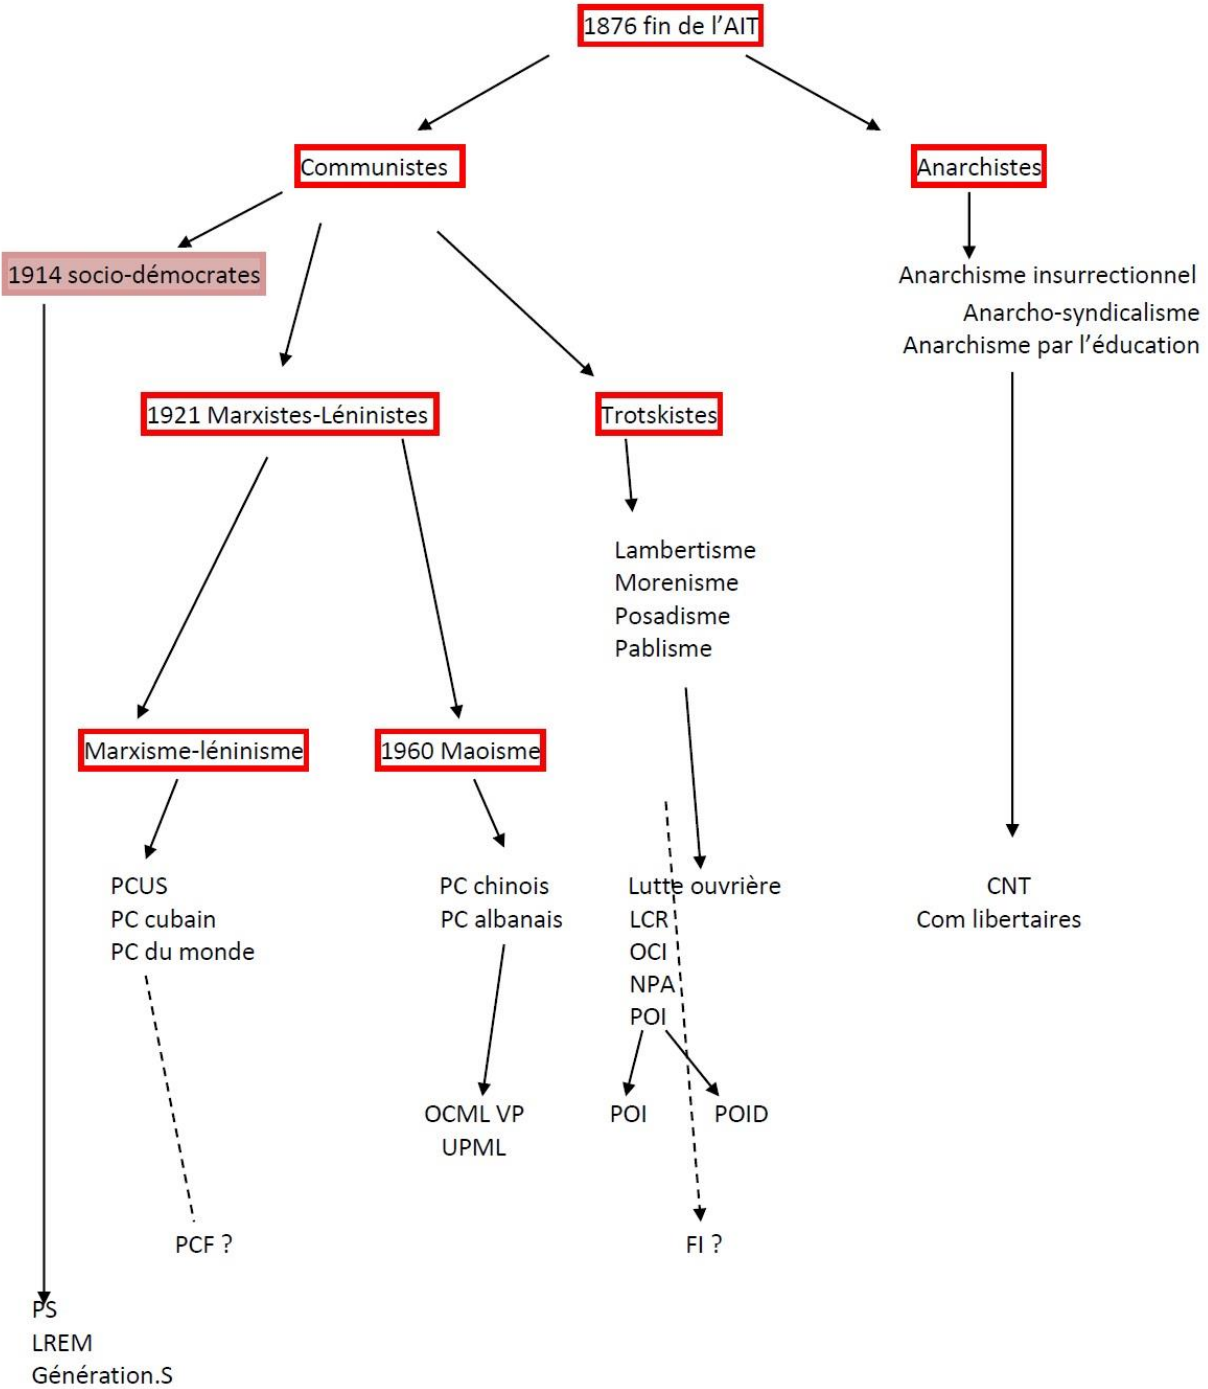 1876 fin de l’AIT
Communistes
Anarchistes
1914 socio-démocrates
Anarchisme insurrectionnel
Anarcho-syndicalisme
Anarchisme par l’éducation
1921 Marxistes-Léninistes
Trotskistes
Lambertisme
Morenisme
Posadisme
Pablisme
Marxisme-léninisme
1960 Maoisme
PCUS
PC cubain
PC du monde
PC chinois
PC albanais
Lutte ouvrière
LCR
OCI
NPA
POI
CNT
Com libertaires
OCML VP
UPML
POI
POID
PCF ?
FI ?
PS
LREM
Génération.S